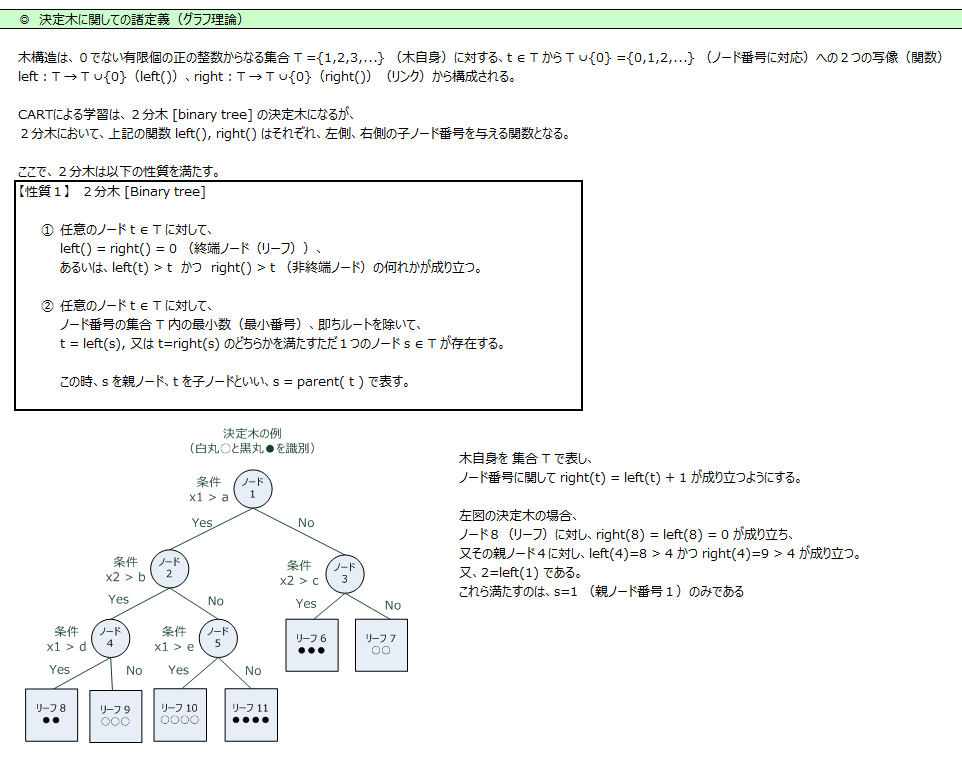 ◎ 決定木に関しての諸定義（グラフ理論）
木構造は、０でない有限個の正の整数からなる集合 T ={1,2,3,...} （木自身）に対する、t ∈ T から T ∪{0} ={0,1,2,...} （ノード番号に対応）への２つの写像（関数）
left : T → T ∪{0}（left()）、right : T → T ∪{0}（right()）（リンク）から構成される。
CARTによる学習は、２分木 [binary tree] の決定木になるが、
２分木において、上記の関数 left(), right() はそれぞれ、左側、右側の子ノード番号を与える関数となる。
ここで、２分木は以下の性質を満たす。
【性質１】 ２分木 [Binary tree]
① 任意のノード t ∈ T に対して、
left() = right() = 0 （終端ノード（リーフ））、
あるいは、left(t) > t かつ right() > t （非終端ノード）の何れかが成り立つ。
② 任意のノード t ∈ T に対して、
ノード番号の集合 T 内の最小数（最小番号）、即ちルートを除いて、
t = left(s), 又は t=right(s) のどちらかを満たすただ１つのノード s ∈ T が存在する。
この時、s を親ノード、t を子ノードといい、s = parent( t ) で表す。
決定木の例
（白丸○と黒丸●を識別）
条件
x1 > a
ノード
1
Yes
No
条件
x2 > b
ノード
2
条件
x2 > c
ノード
3
Yes
No
Yes
No
条件
x1 > d
ノード
4
条件
x1 > e
ノード
5
リーフ 6
●●●
リーフ 7
○○
Yes
No
Yes
No
リーフ 8
●●
リーフ 9
○○○
リーフ 10
○○○○
リーフ 11
●●●●
木自身を 集合 T で表し、
ノード番号に関して right(t) = left(t) + 1 が成り立つようにする。
左図の決定木の場合、
ノード８（リーフ）に対し、right(8) = left(8) = 0 が成り立ち、
又その親ノード４に対し、left(4)=8 > 4 かつ right(4)=9 > 4 が成り立つ。
又、2=left(1) である。
これら満たすのは、s=1 （親ノード番号１）のみである